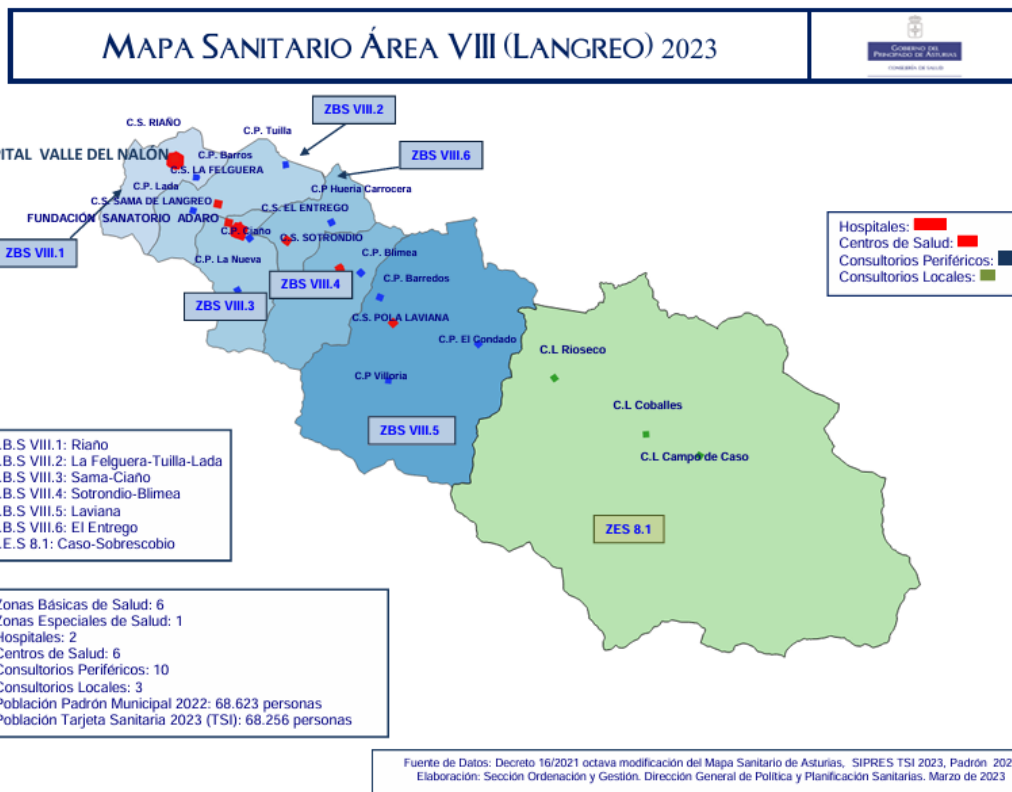 MAPA SANITARIO ÁREA VIII (LANGREO) 2023
GOBIERNO DEL
PRINCIPADO DE ASTURIAS
CONSEJERÍA DE SALUD
ZBS VIII.2
C.S. RIAÑO
C.P. Tuilla
PITAL VALLE DEL NALÓN
C.P. Barros
ZBS VIII.6
C.S. LA FELGUERA
C.P. Lada
C.P Hueria Carrocera
C.S. SAMA DE LANGREO
C.S. EL ENTREGO
FUNDACIÓN SANATORIO ADARO
C.P. Ciaño
C.S. SOTRONDIO
ZBS VIII.1
C.P. La Nueva
C.P. Blimea
ZBS VIII.4
C.P. Barredos
ZBS VIII.3
C.S. POLA LAVIANA
C.P. El Condado
C.L Rioseco
C.P Villoria
C.L Coballes
ZBS VIII.5
C.L Campo de Caso
ZES 8.1
Hospitales:
Centros de Salud:
Consultorios Periféricos:
Consultorios Locales:
.B.S VIII.1: Riaño
.B.S VIII.2: La Felguera-Tuilla-Lada
.B.S VIII.3: Sama-Ciaño
.B.S VIII.4: Sotrondio-Blimea
.B.S VIII.5: Laviana
.B.S VIII.6: El Entrego
.E.S 8.1: Caso-Sobrescobio
Zonas Básicas de Salud: 6
Zonas Especiales de Salud: 1
Hospitales: 2
Centros de Salud: 6
Consultorios Periféricos: 10
Consultorios Locales: 3
Población Padrón Municipal 2022: 68.623 personas
Población Tarjeta Sanitaria 2023 (TSI): 68.256 personas
Fuente de Datos: Decreto 16/2021 octava modificación del Mapa Sanitario de Asturias, SIPRES TSI 2023, Padrón 202
Elaboración: Sección Ordenación y Gestión. Dirección General de Política y Planificación Sanitarias. Marzo de 2023